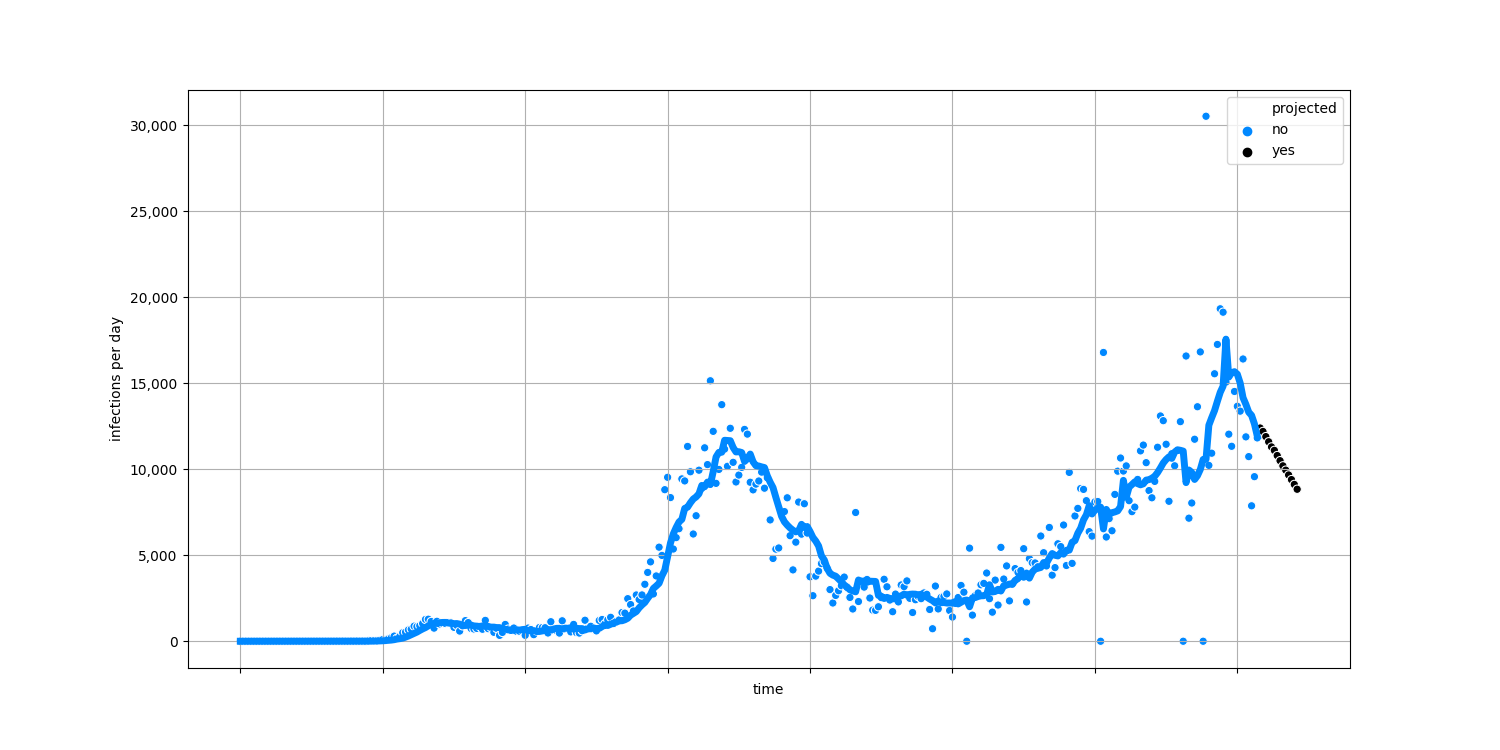 30,000
25,000
20,000
15,000
10,000
5,000
0
infections per day
time
projected
no
yes